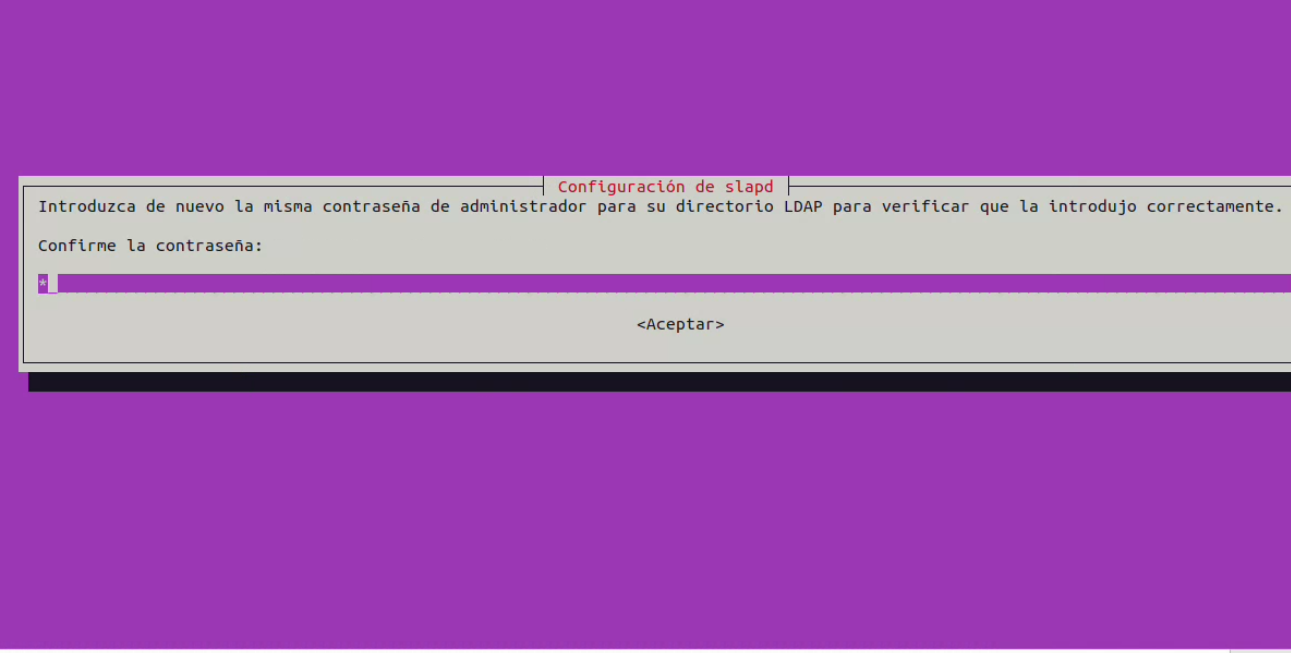 Configuración de slapd
Introduzca de nuevo la misma contraseña de administrador para su directorio LDAP para verificar que la introdujo correctamente.
Confirme la contraseña:
*
<Aceptar>